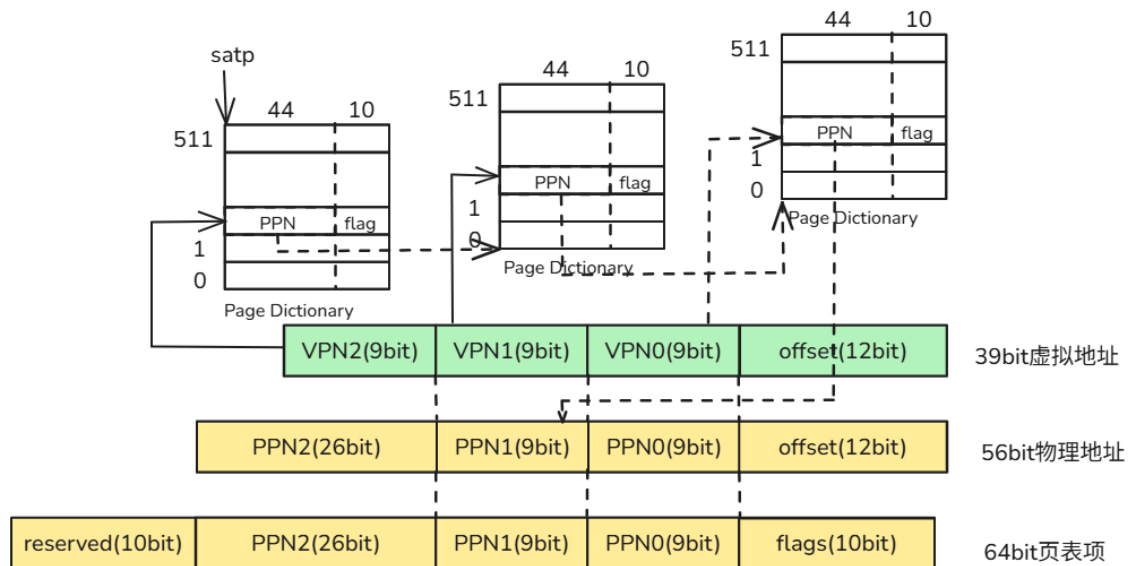 satp
44 10
511
PPN flag
1
0
Page Dictionary
44 10
511
PPN flag
1
0
Page Dictionary
44 10
511
PPN flag
1
0
Page Dictionary
VPN2(9bit) VPN1(9bit) VPN0(9bit) offset(12bit) 39bit虚拟地址
PPN2(26bit) PPN1(9bit) PPN0(9bit) offset(12bit) 56bit物理地址
reserved(10bit) PPN2(26bit) PPN1(9bit) PPN0(9bit) flags(10bit) 64bit页表项